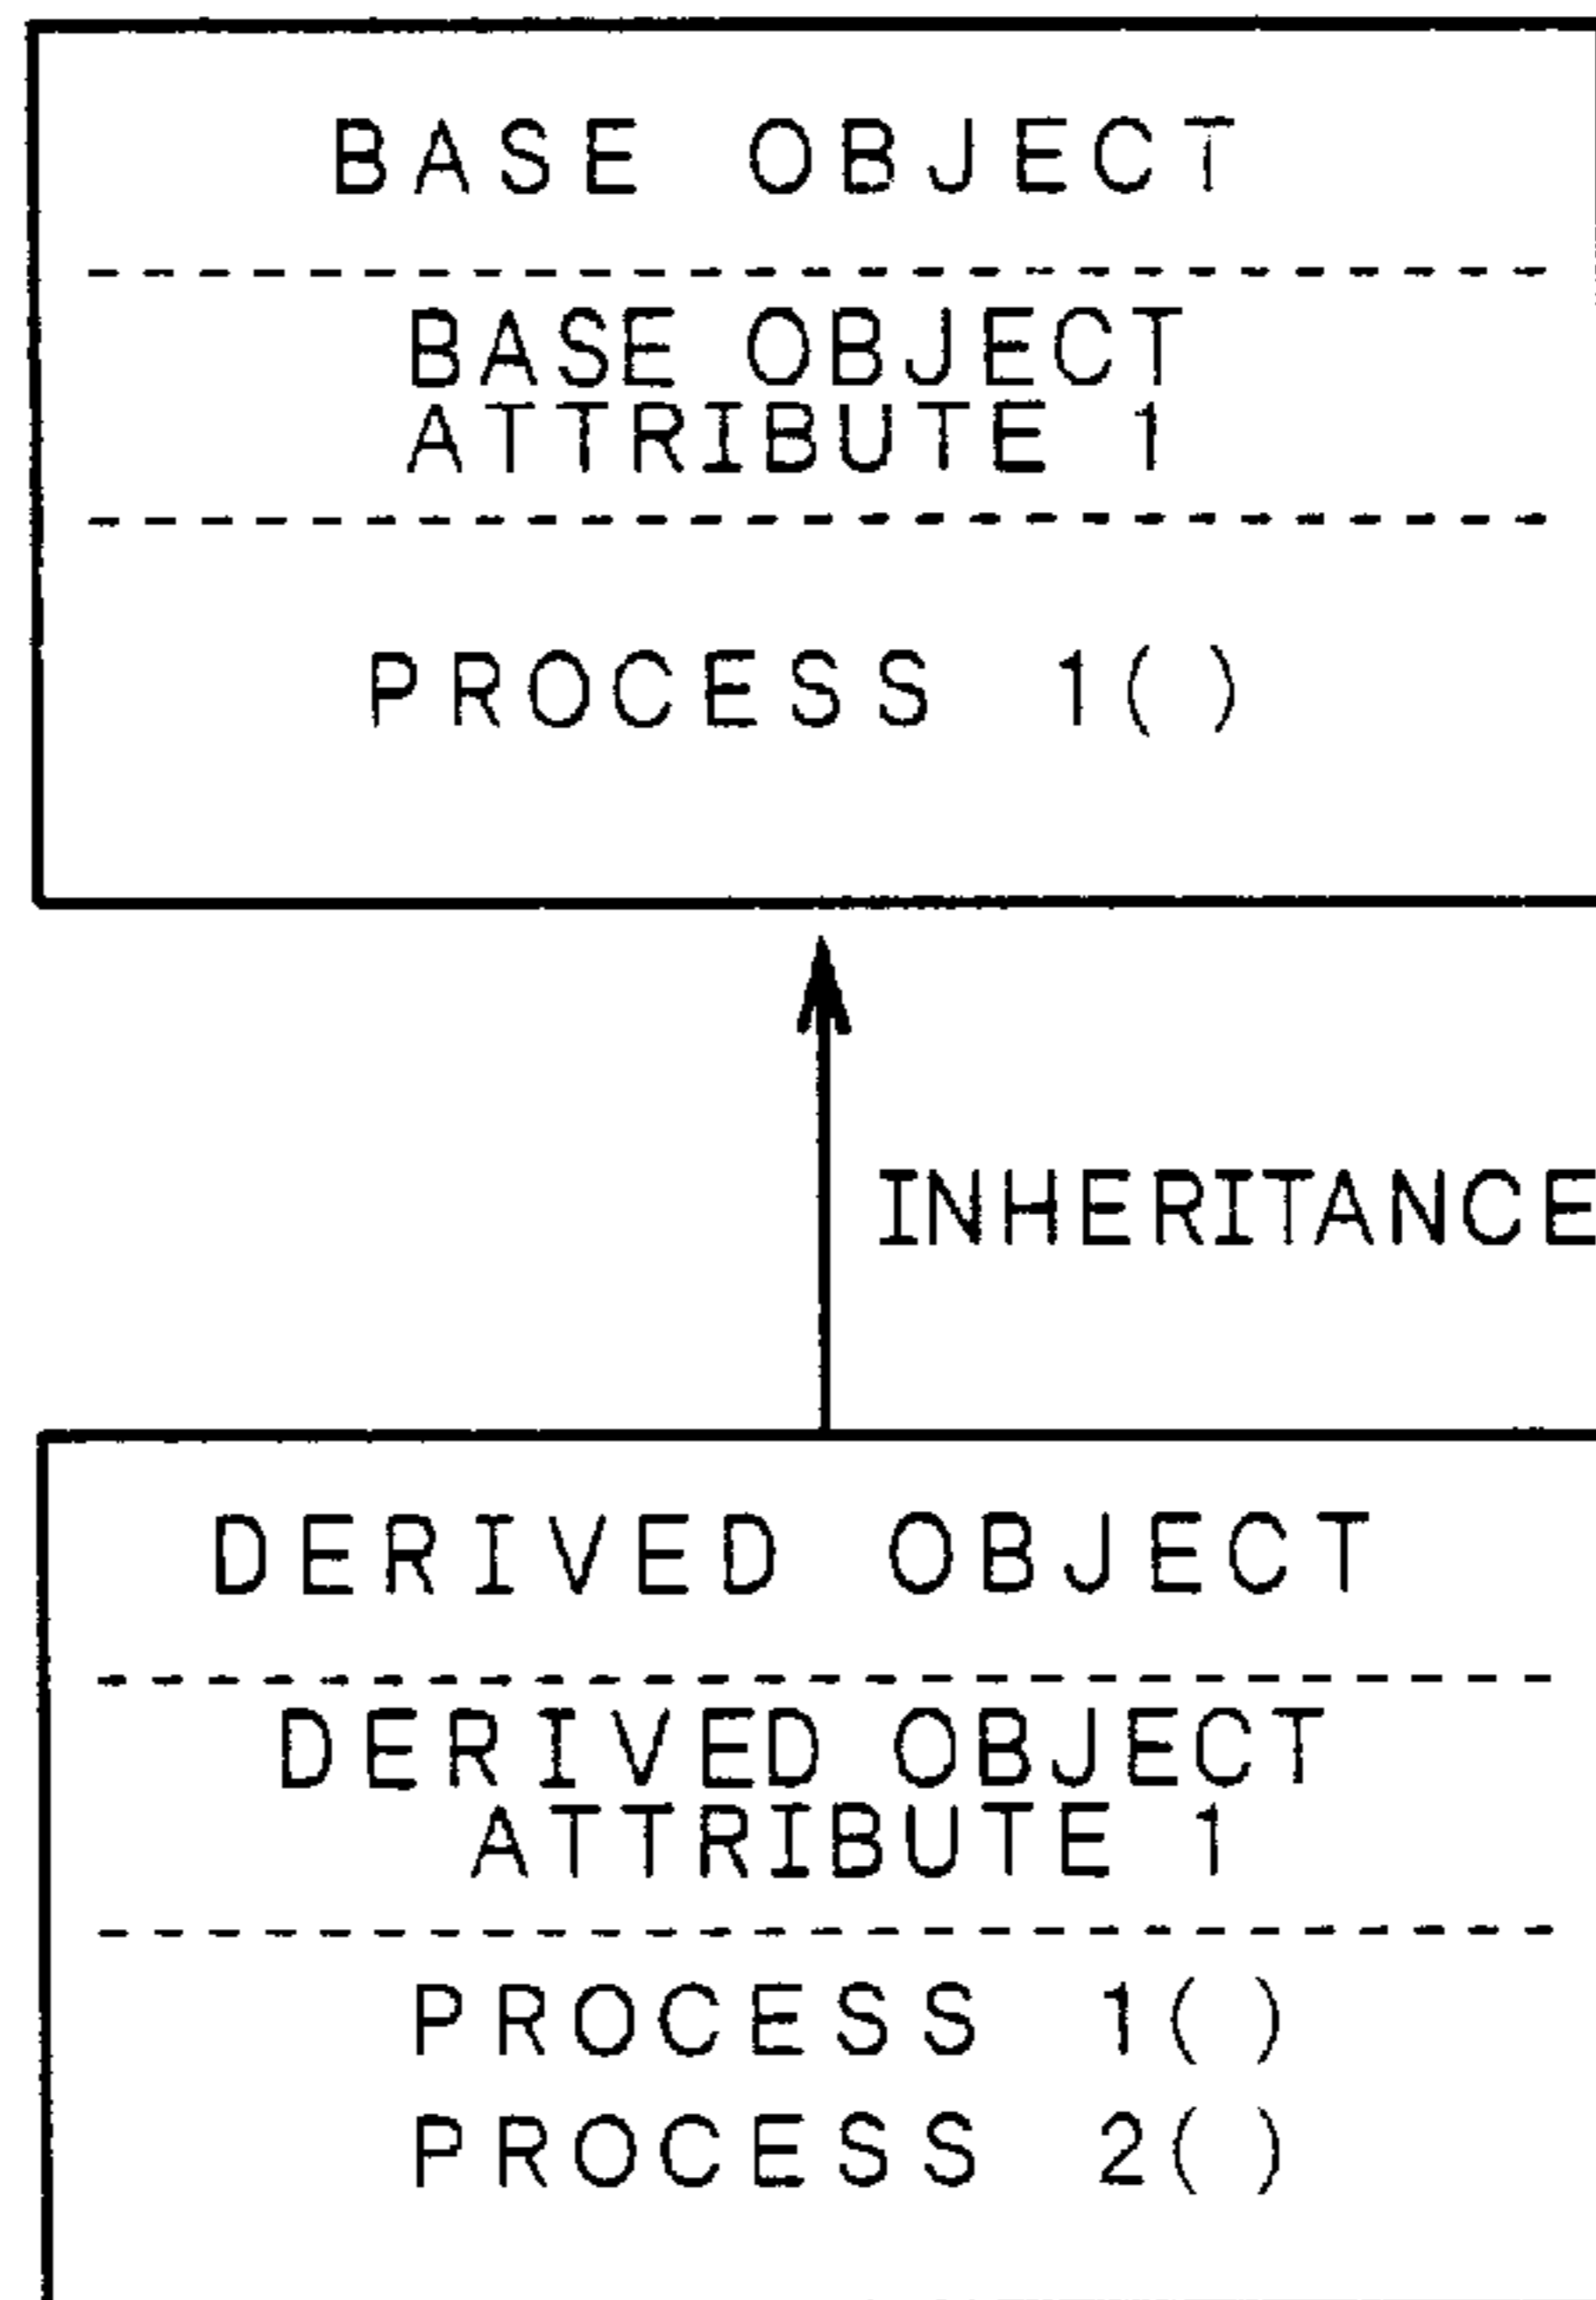 BASE OBJECT
BASE OBJECT
ATTRIBUTE 1
PROCESS 1( )
INHERITANCE
DERIVED OBJECT
DERIVED OBJECT
ATTRIBUTE 1
PROCESS 1( )
PROCESS 2( )